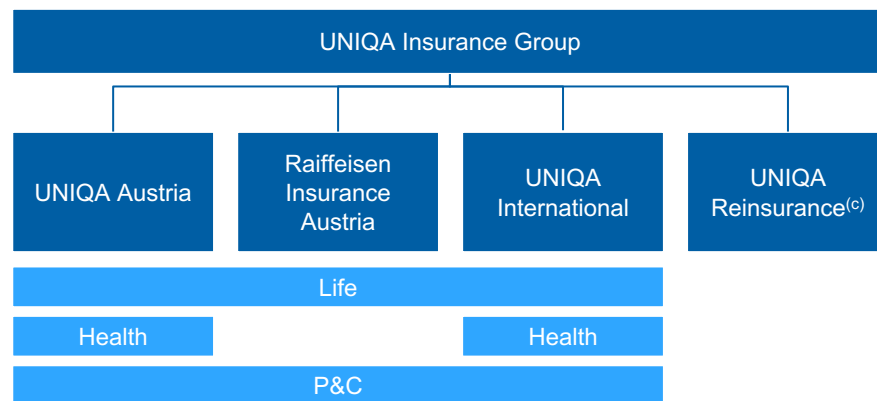 UNIQA Insurance Group
UNIQA Austria
Raiffeisen
Insurance
Austria
UNIQA
International
UNIQA
Reinsurance(c)
Life
Health
Health
P&C